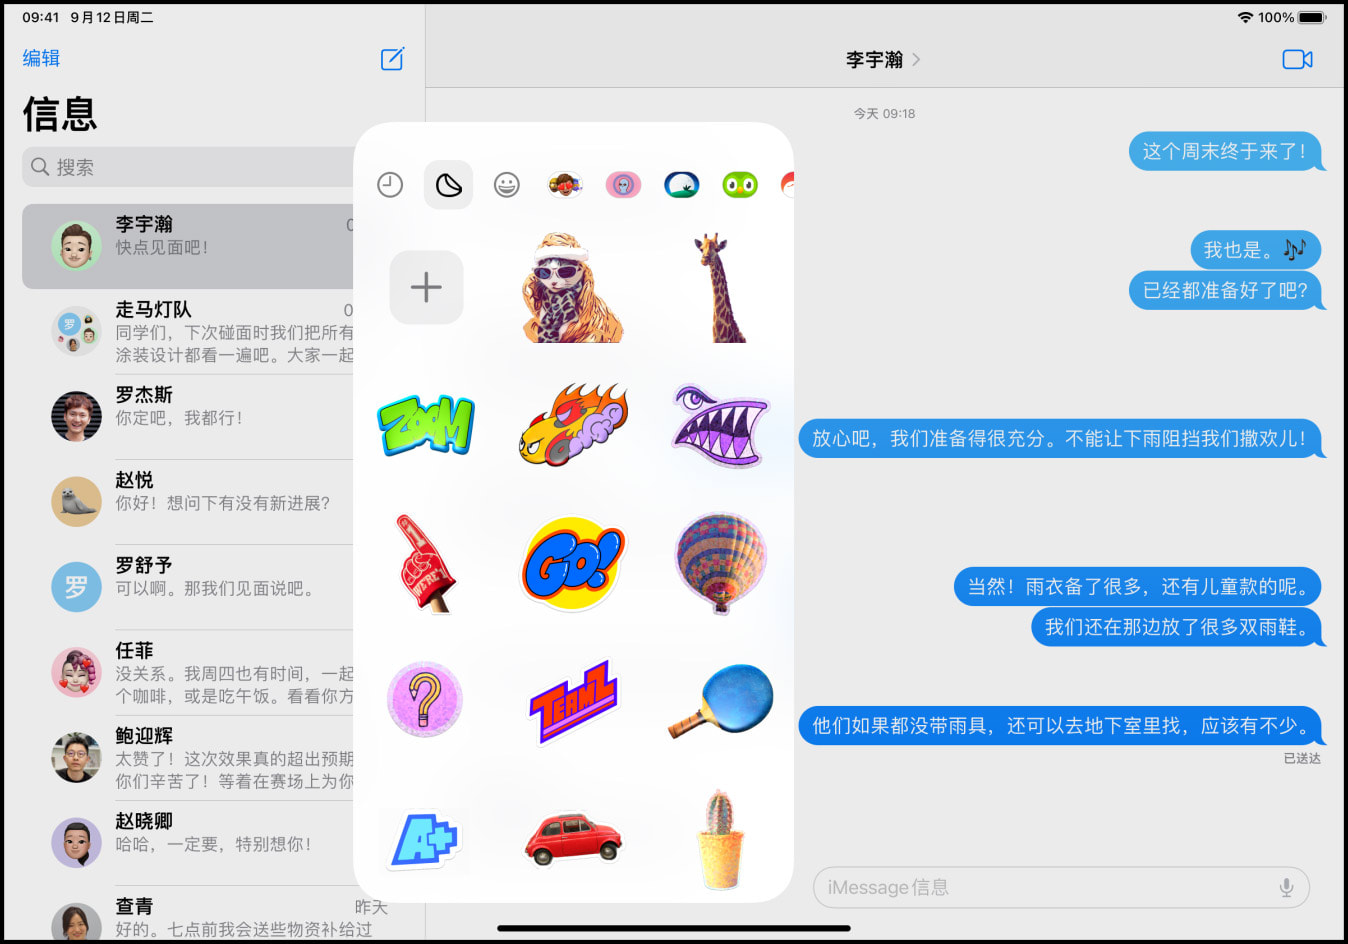 09:41 9月12日周二
100%
编辑
信息
搜索
李宇瀚
快点见面吧！
走马灯队
同学们，下次碰面时我们把所有
涂装设计都看一遍吧。大家一起
罗杰斯
你定吧，我都行！
赵悦
你好！想问下有没有新进展？
罗舒予
可以啊。那我们见面说吧。
罗
罗
任菲
没关系。我周四也有时间，一起
个咖啡，或是吃午饭。看看你方
鲍迎辉
太赞了！这次效果真的超出预期
你们辛苦了！等着在赛场上为你
赵晓卿
哈哈，一定要，特别想你！
查青
昨天
好的。七点前我会送些物资补给过
ZOOM
#1
WE'RE
GO!
TEAMZ
A+
李宇瀚
今天 09:18
这个周末终于来了！
我也是。
已经都准备好了吧？
放心吧，我们准备得很充分。不能让下雨阻挡我们撒欢儿！
当然！雨衣备了很多，还有儿童款的呢。
我们还在那边放了很多双雨鞋。
他们如果都没带雨具，还可以去地下室里找，应该有不少。
已送达
iMessage信息